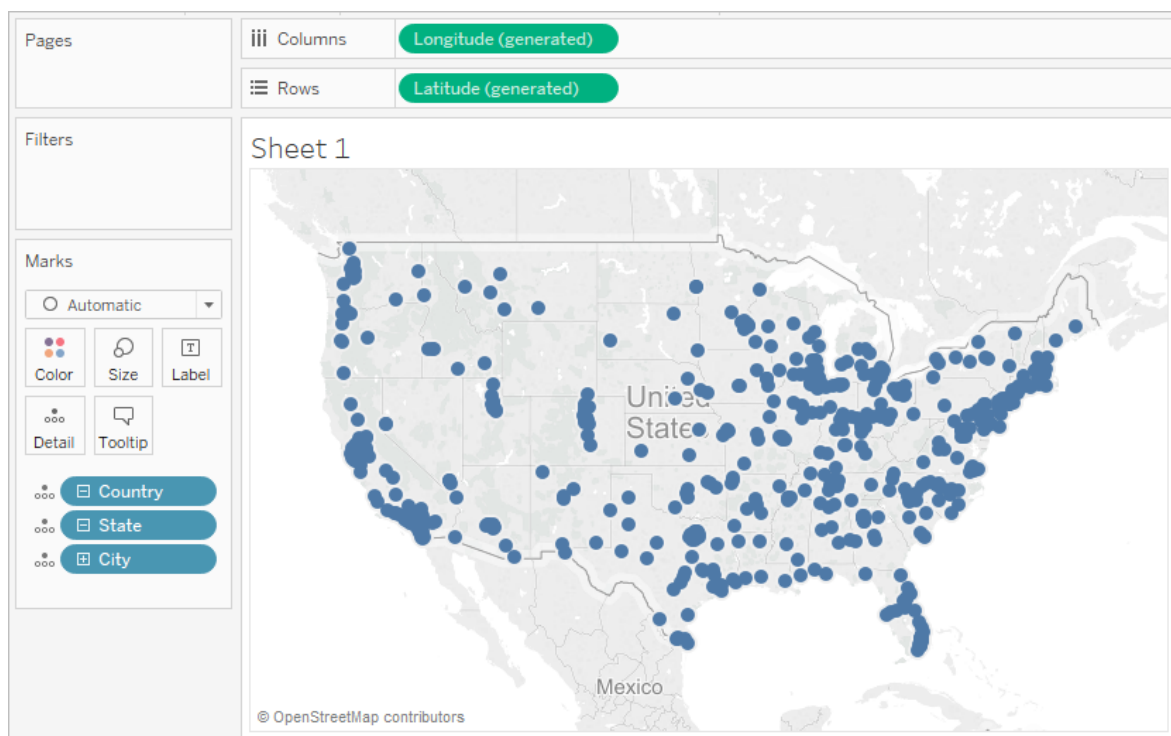 Pages
Columns
Longitude (generated)
Rows
Latitude (generated)
Filters
Sheet 1
Marks
Automatic
Color
Size
T
Label
Detail
Tooltip
Country
State
City
United
States
Mexico
© OpenStreetMap contributors